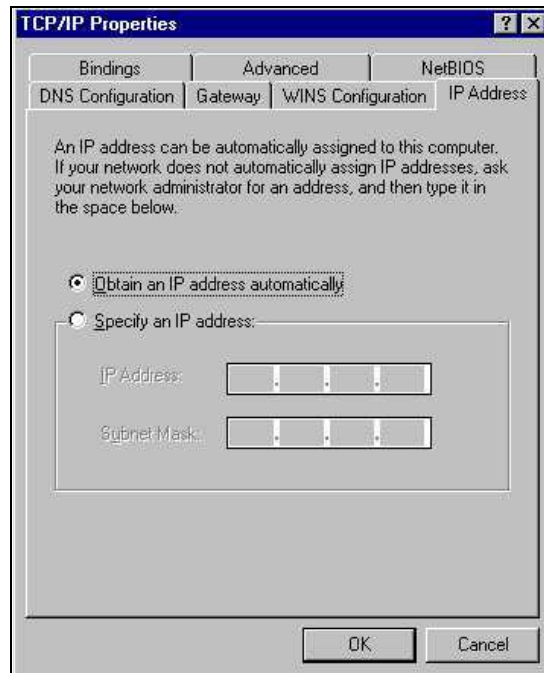 TCP/IP Properties
? ×
Bindings Advanced NetBIOS
DNS Configuration Gateway WINS Configuration IP Address
An IP address can be automatically assigned to this computer.
If your network does not automatically assign IP addresses, ask
your network administrator for an address, and then type it in
the space below.
Obtain an IP address automatically
Specify an IP address:
IP Address:
. . .
Subnet Mask:
. . .
OK Cancel